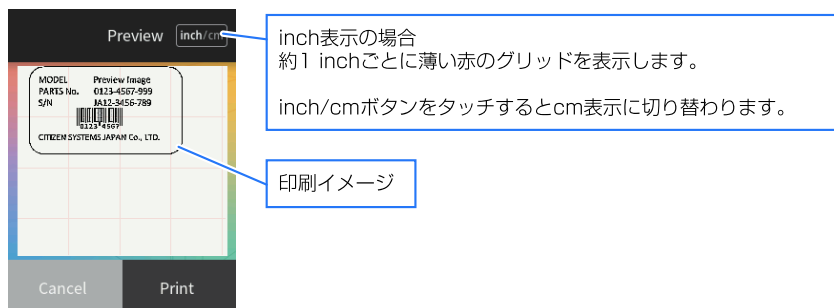 Preview inch/cm
MODEL Preview Image
PARTS No. 0123-4567-999
S/N JA12-3456-789
0123 4567
CITIZEN SYSTEMS JAPAN Co., LTD.
Cancel Print
inch表示の場合
約1 inchごとに薄い赤のグリッドを表示します。
inch/cmボタンをタッチするとcm表示に切り替わります。
印刷イメージ